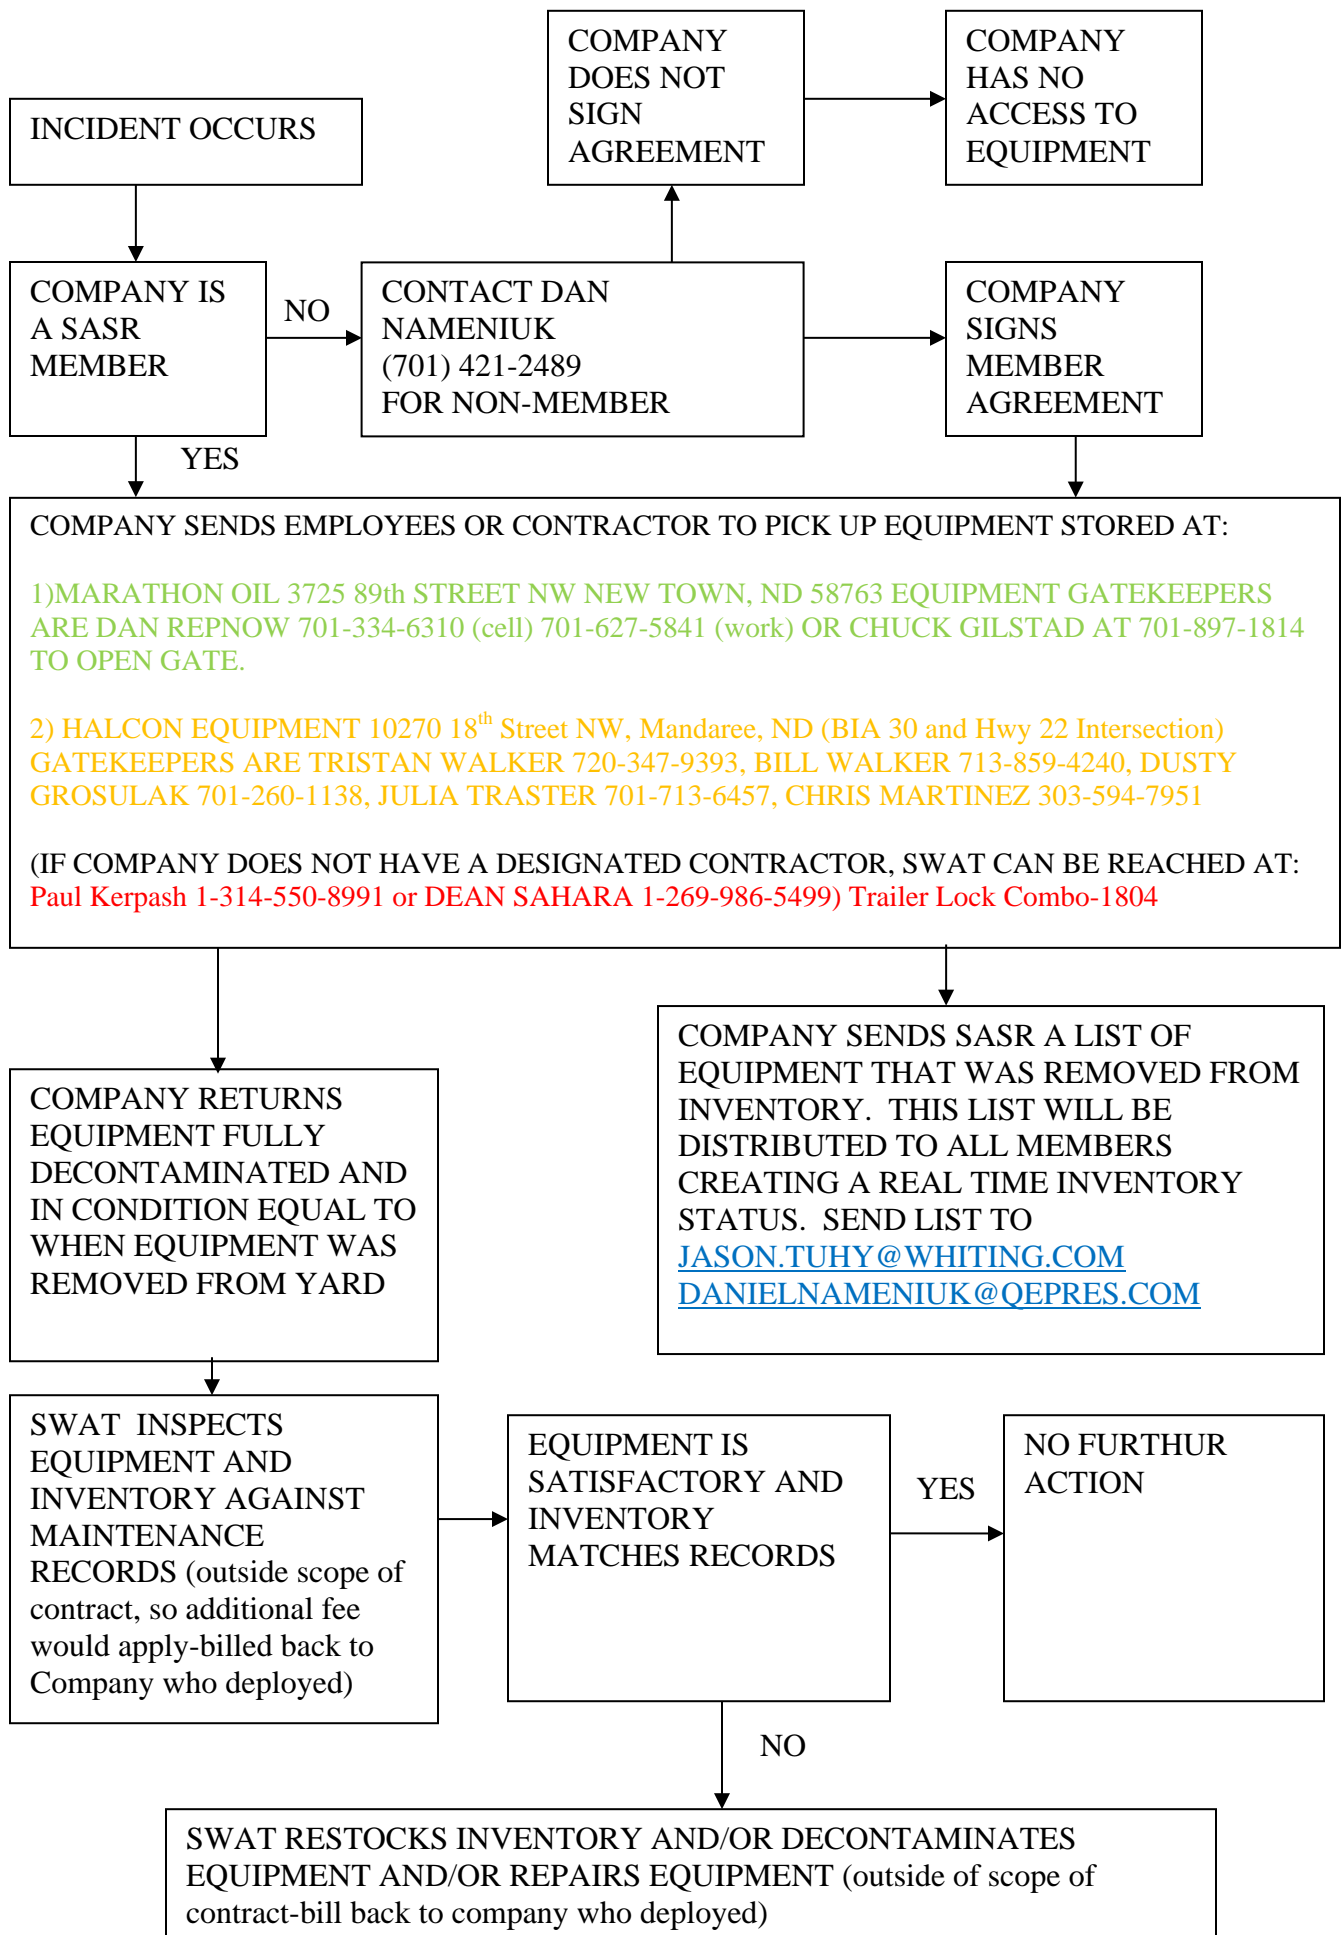 INCIDENT OCCURS
COMPANY
DOES NOT
SIGN
AGREEMENT
COMPANY
HAS NO
ACCESS TO
EQUIPMENT
COMPANY IS
A SASR
MEMBER
NO
CONTACT DAN
NAMENIUK
(701) 421-2489
FOR NON-MEMBER
COMPANY
SIGNS
MEMBER
AGREEMENT
YES
COMPANY SENDS EMPLOYEES OR CONTRACTOR TO PICK UP EQUIPMENT STORED AT:
1)MARATHON OIL 3725 89th STREET NW NEW TOWN, ND 58763 EQUIPMENT GATEKEEPERS
ARE DAN REPNOW 701-334-6310 (cell) 701-627-5841 (work) OR CHUCK GILSTAD AT 701-897-1814
TO OPEN GATE.
2) HALCON EQUIPMENT 10270 18th Street NW, Mandaree, ND (BIA 30 and Hwy 22 Intersection)
GATEKEEPERS ARE TRISTAN WALKER 720-347-9393, BILL WALKER 713-859-4240, DUSTY
GROSULAK 701-260-1138, JULIA TRASTER 701-713-6457, CHRIS MARTINEZ 303-594-7951
(IF COMPANY DOES NOT HAVE A DESIGNATED CONTRACTOR, SWAT CAN BE REACHED AT:
Paul Kerpash 1-314-550-8991 or DEAN SAHARA 1-269-986-5499) Trailer Lock Combo-1804
COMPANY RETURNS
EQUIPMENT FULLY
DECONTAMINATED AND
IN CONDITION EQUAL TO
WHEN EQUIPMENT WAS
REMOVED FROM YARD
COMPANY SENDS SASR A LIST OF
EQUIPMENT THAT WAS REMOVED FROM
INVENTORY.  THIS LIST WILL BE
DISTRIBUTED TO ALL MEMBERS
CREATING A REAL TIME INVENTORY
STATUS.  SEND LIST TO
JASON.TUHY@WHITING.COM
DANIELNAMENIUK@QEPRES.COM
SWAT  INSPECTS
EQUIPMENT AND
INVENTORY AGAINST
MAINTENANCE
RECORDS (outside scope of
contract, so additional fee
would apply-billed back to
Company who deployed)
EQUIPMENT IS
SATISFACTORY AND
INVENTORY
MATCHES RECORDS
YES
NO FURTHUR
ACTION
NO
SWAT RESTOCKS INVENTORY AND/OR DECONTAMINATES
EQUIPMENT AND/OR REPAIRS EQUIPMENT (outside of scope of
contract-bill back to company who deployed)